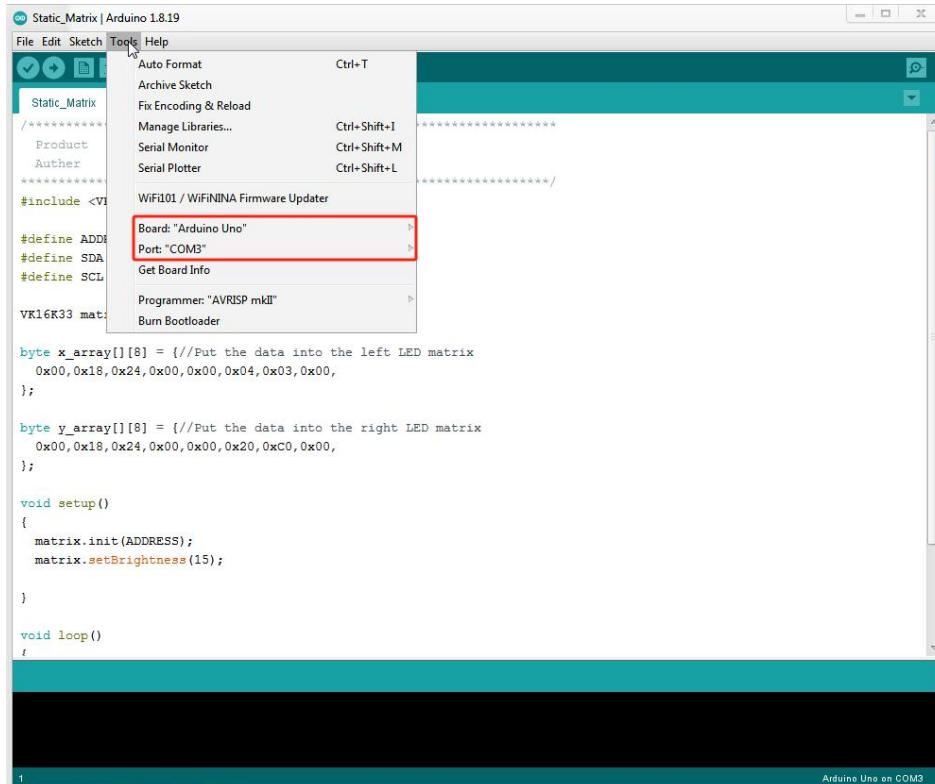 Static_Matrix | Arduino 1.8.19
File Edit Sketch Tools Help
Auto Format Ctrl+T
Archive Sketch
Fix Encoding & Reload
Manage Libraries... Ctrl+Shift+I
Serial Monitor Ctrl+Shift+M
Serial Plotter Ctrl+Shift+L
WiFi101 / WiFiNINA Firmware Updater
Board: "Arduino Uno"
Port: "COM3"
Get Board Info
Programmer: "AVRISP mkII"
Burn Bootloader
Static_Matrix
/********** *******************
Product
Auther
*********** ******************/
#include <VK
#define ADDR
#define SDA
#define SCL
VK16K33 mat
byte x_array[][8] = {//Put the data into the left LED matrix
0x00,0x18,0x24,0x00,0x00,0x04,0x03,0x00,
};
byte y_array[][8] = {//Put the data into the right LED matrix
0x00,0x18,0x24,0x00,0x00,0x20,0xC0,0x00,
};
void setup()
{
matrix.init(ADDRESS);
matrix.setBrightness(15);
}
void loop()
{
1 Arduino Uno on COM3